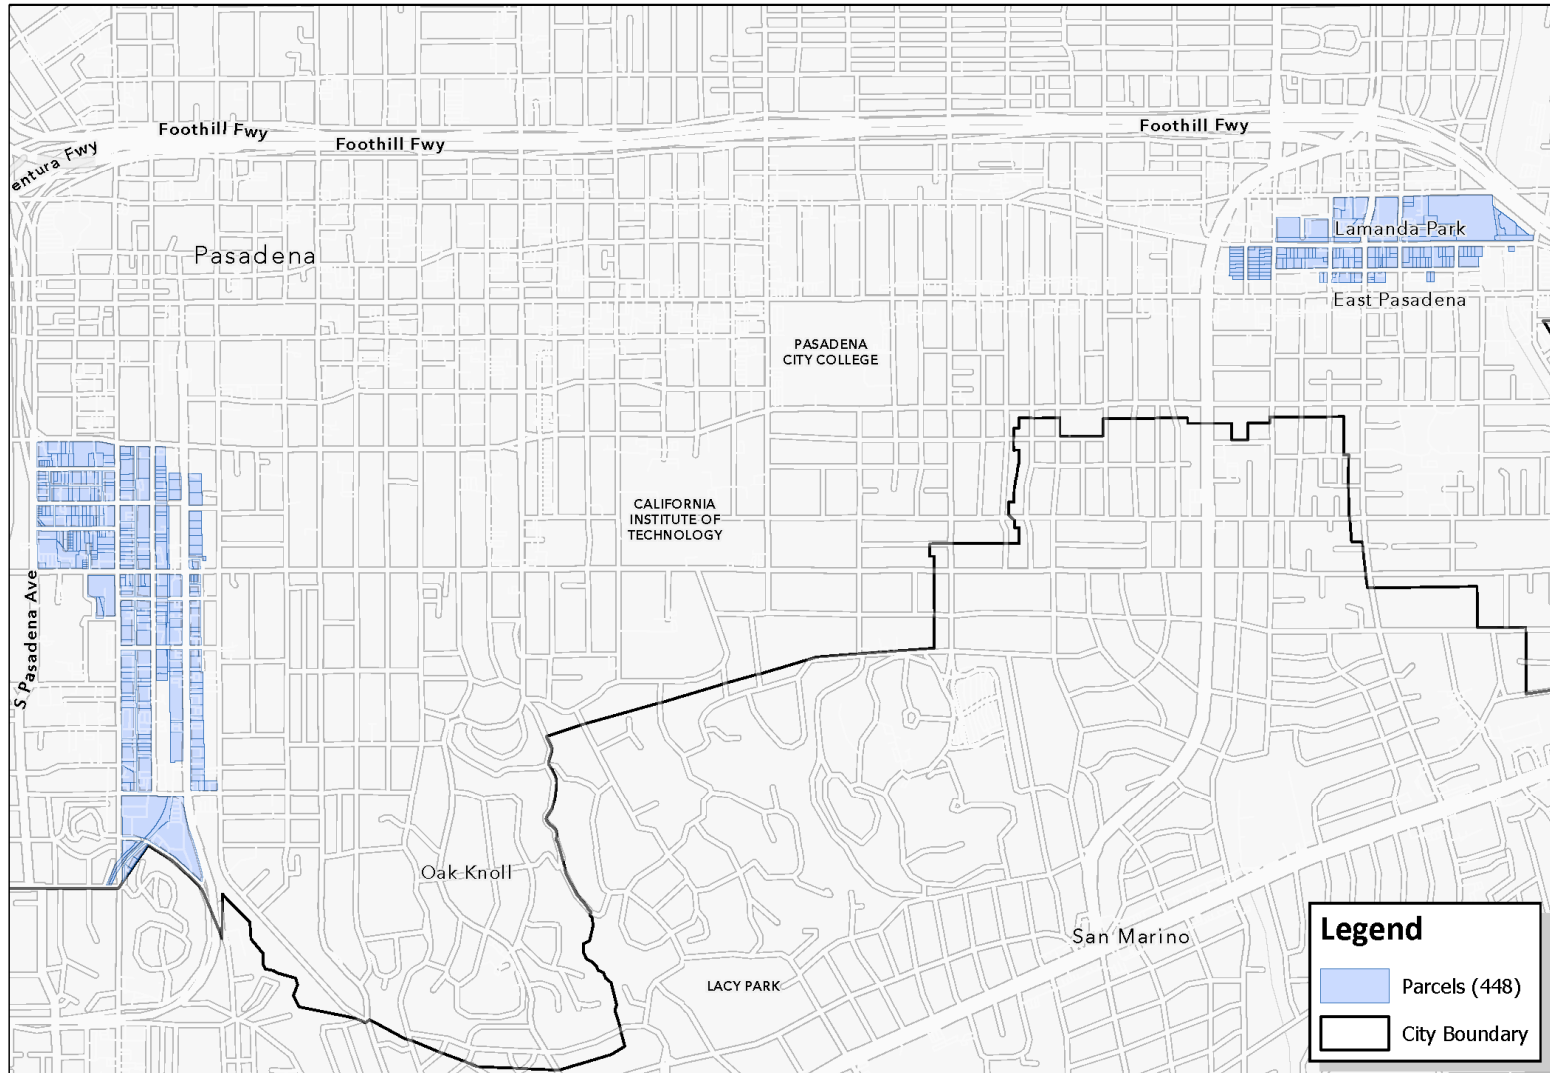 Foothill Fwy
Foothill Fwy
Foothill Fwy
entura Fwy
Pasadena
Lamanda Park
East Pasadena
PASADENA
CITY COLLEGE
CALIFORNIA
INSTITUTE OF
TECHNOLOGY
S Pasadena Ave
Oak Knoll
San Marino
LACY PARK
Legend
Parcels (448)
City Boundary